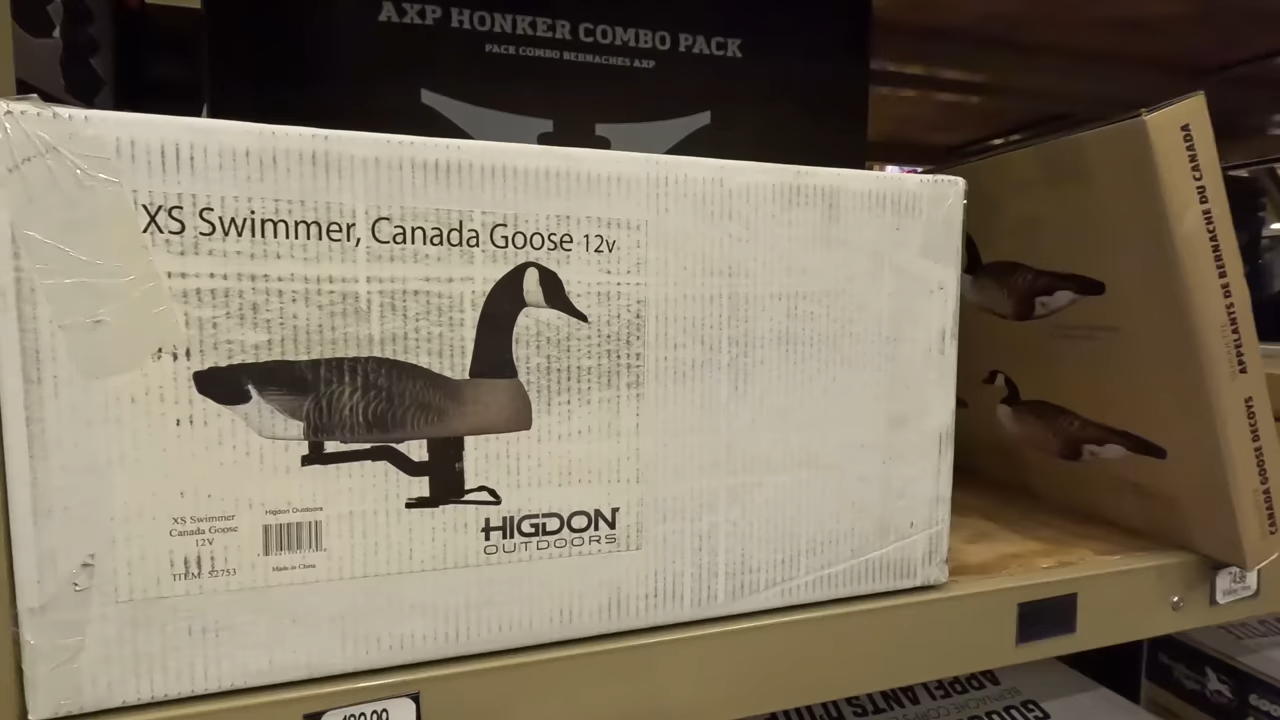 AXP HONKER COMBO PACK
PACK COMBO BERNACHES AXP
XS Swimmer, Canada Goose 12v
XS Swimmer
Canada Goose
12V
ITEM: 52753
Higdon Outdoors
Made in China
HIGDON
OUTDOORS
APPELANTS DE BERNACHE DU CANADA
CANADA GOOSE DECOYS